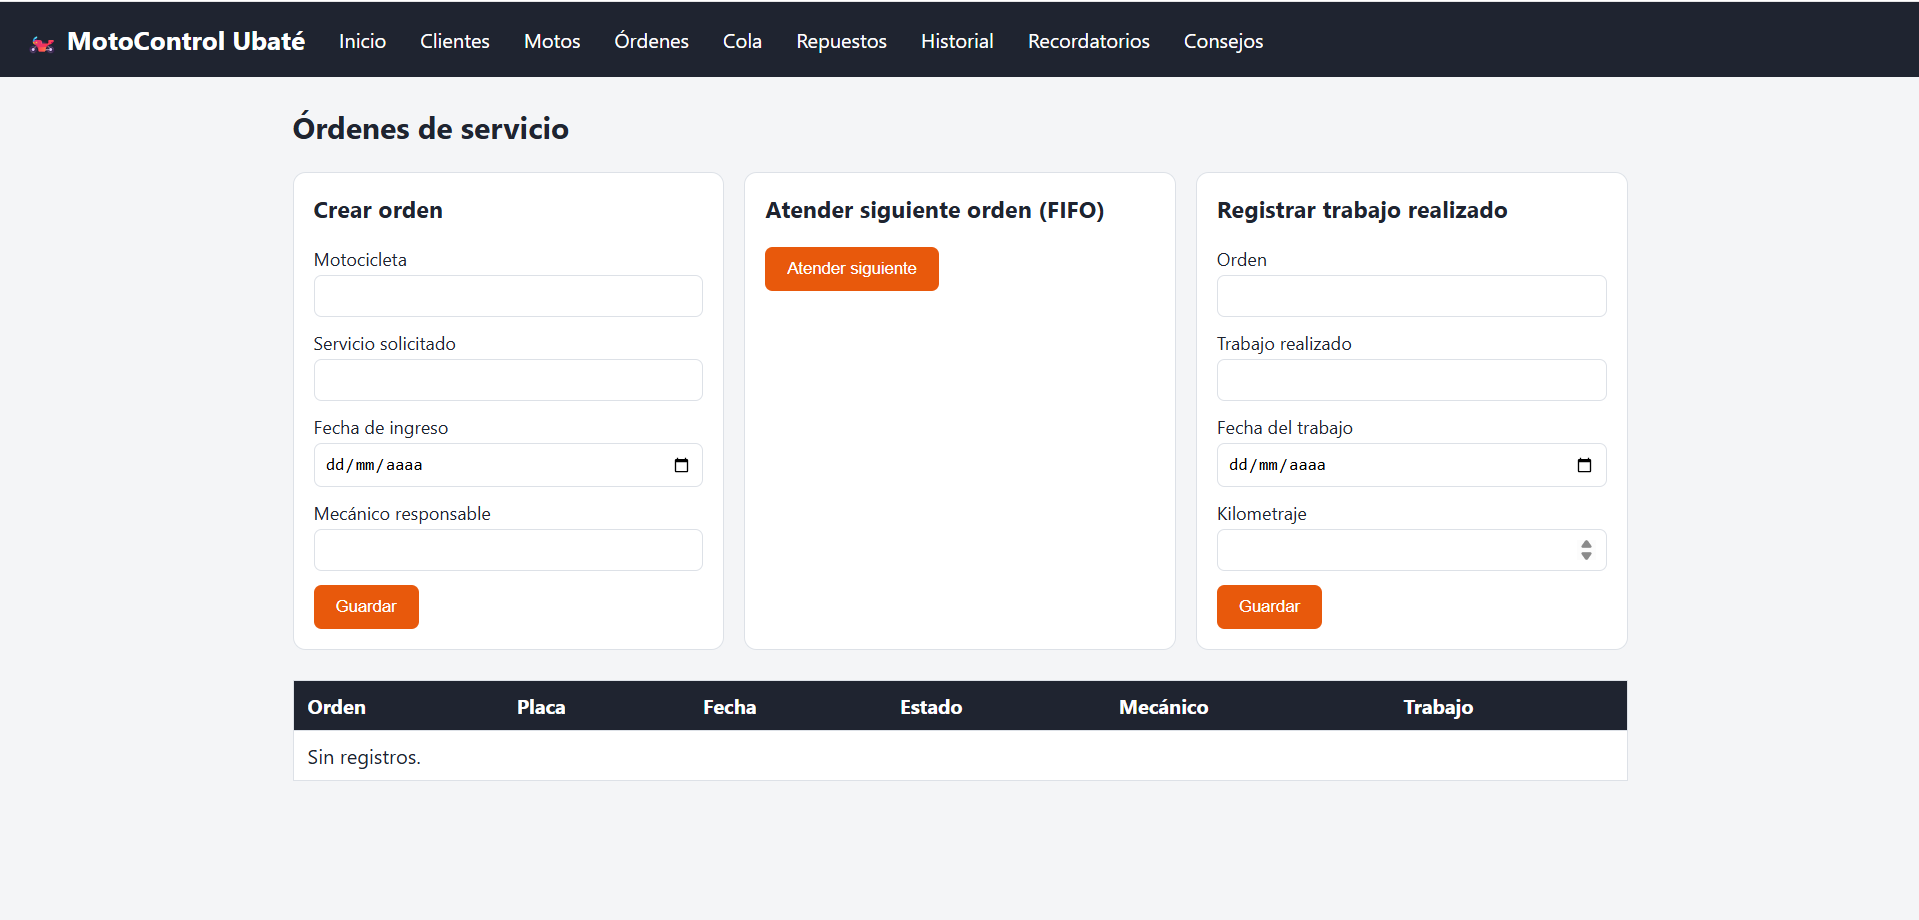 MotoControl Ubaté Inicio Clientes Motos Órdenes Cola Repuestos Historial Recordatorios Consejos
Órdenes de servicio
Crear orden
Motocicleta
Servicio solicitado
Fecha de ingreso
dd/mm/aaaa
Mecánico responsable
Guardar
Atender siguiente orden (FIFO)
Atender siguiente
Registrar trabajo realizado
Orden
Trabajo realizado
Fecha del trabajo
dd/mm/aaaa
Kilometraje
Guardar
Orden Placa Fecha Estado Mecánico Trabajo
Sin registros.